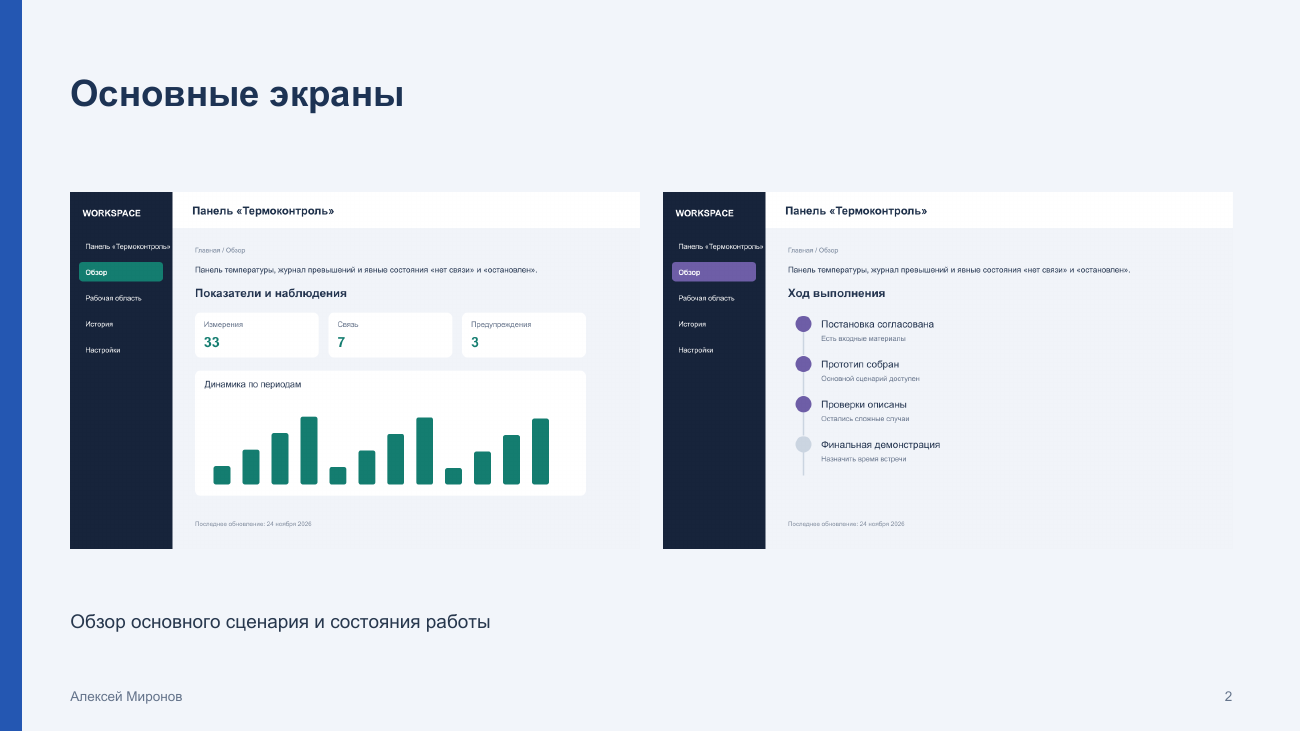 Основные экраны
WORKSPACE
Панель «Термоконтроль»
Обзор
Рабочая область
История
Настройки
Панель «Термоконтроль»
Главная / Обзор
Панель температуры, журнал превышений и явные состояния «нет связи» и «остановлен».
Показатели и наблюдения
Измерения
33
Связь
7
Предупреждения
3
Динамика по периодам
Последнее обновление: 24 ноября 2026
WORKSPACE
Панель «Термоконтроль»
Обзор
Рабочая область
История
Настройки
Панель «Термоконтроль»
Главная / Обзор
Панель температуры, журнал превышений и явные состояния «нет связи» и «остановлен».
Ход выполнения
Постановка согласована
Есть входные материалы
Прототип собран
Основной сценарий доступен
Проверки описаны
Остались сложные случаи
Финальная демонстрация
Назначить время встречи
Последнее обновление: 24 ноября 2026
Обзор основного сценария и состояния работы
Алексей Миронов
2